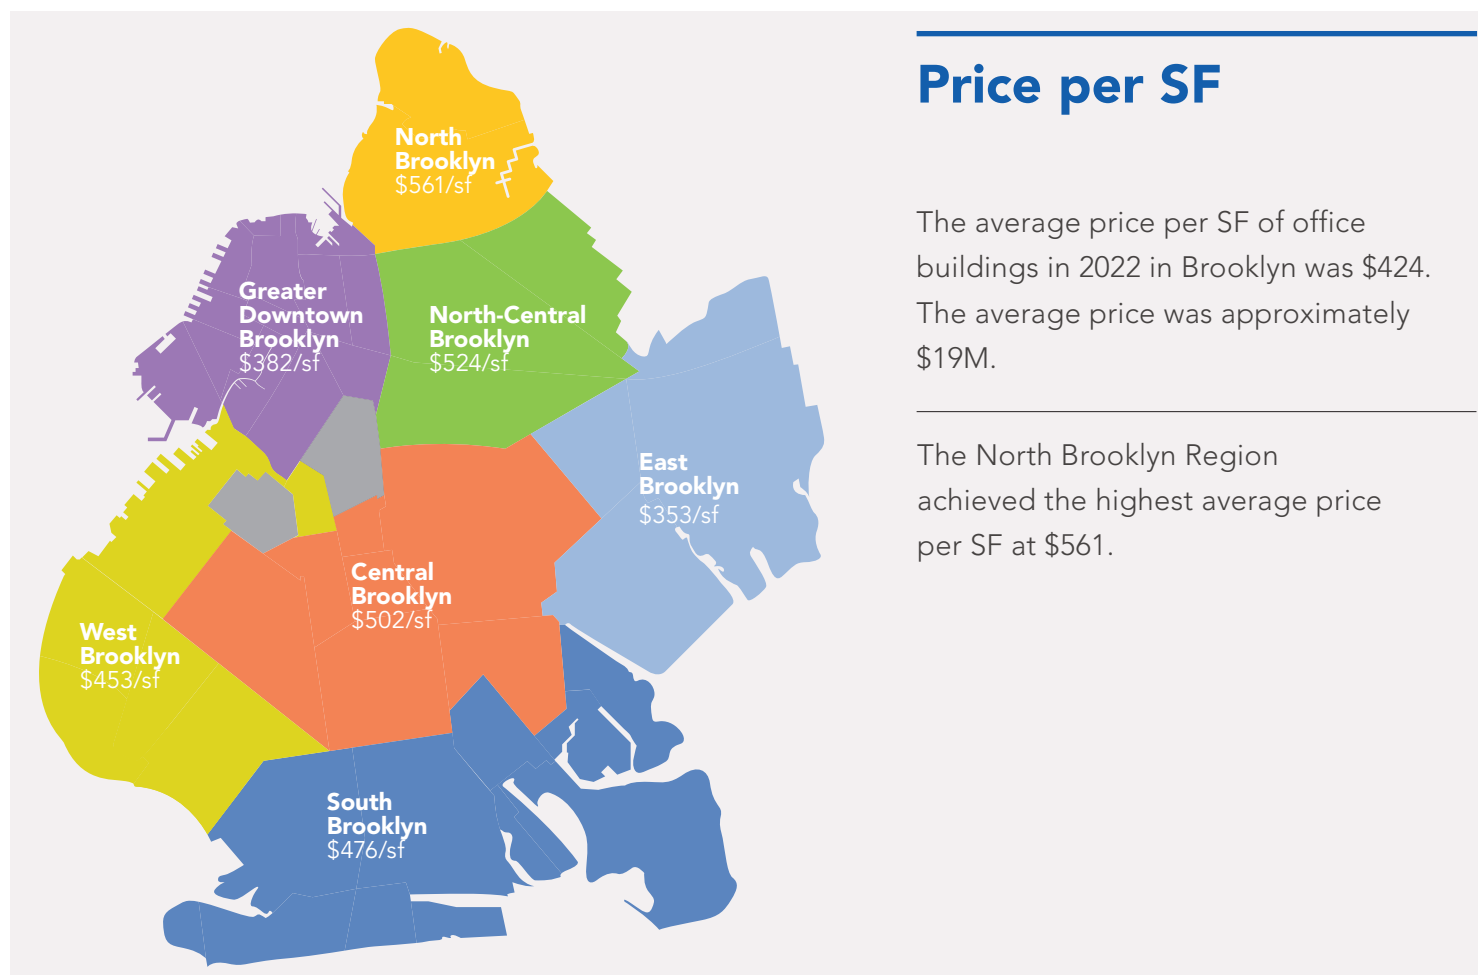 Price per SF
The average price per SF of office
buildings in 2022 in Brooklyn was $424.
The average price was approximately
$19M.
The North Brooklyn Region
achieved the highest average price
per SF at $561.
North
Brooklyn
$561/sf
Greater
Downtown
Brooklyn
$382/sf
North-Central
Brooklyn
$524/sf
East
Brooklyn
$353/sf
Central
Brooklyn
$502/sf
West
Brooklyn
$453/sf
South
Brooklyn
$476/sf